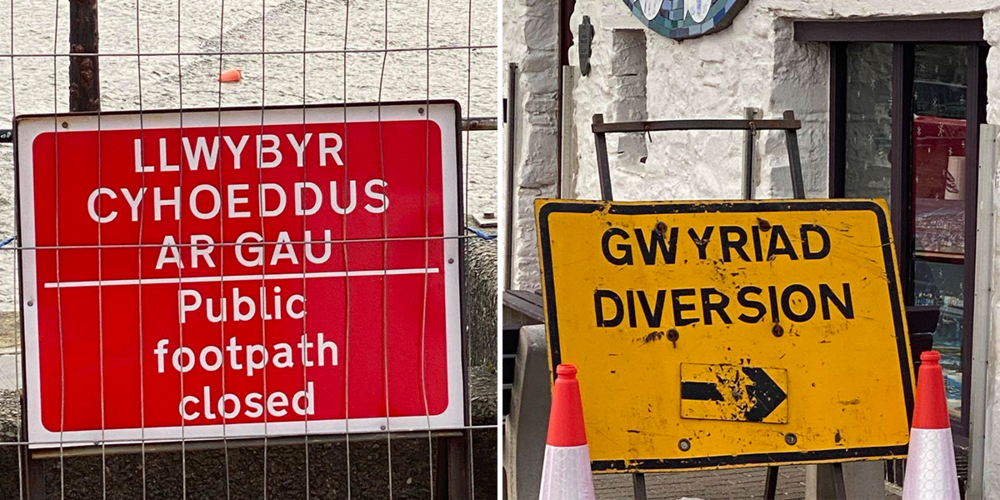 LLWYBYR
CYHOEDDUS
AR GAU
Public
footpath
closed
GWYRIAD
DIVERSION